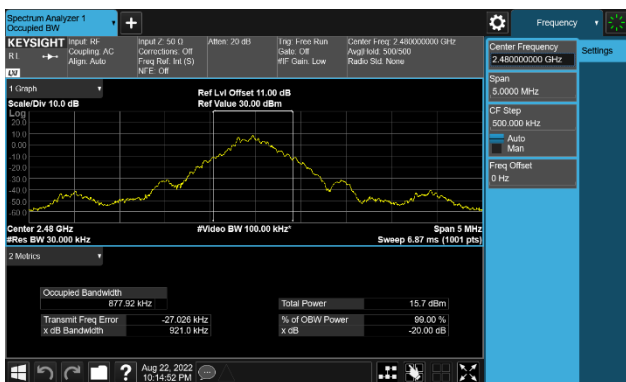 Spectrum Analyzer 1
Occupied BW
+
Frequency
KEYSIGHT
Input: RF
Coupling: AC
Align: Auto
Input Z: 50 Ω
Corrections: Off
Freq Ref: Int (S)
NFE: Off
Atten: 20 dB
Trig: Free Run
Gate: Off
#IF Gain: Low
Center Freq: 2.480000000 GHz
Avg|Hold: 500/500
Radio Std: None
RL
LXI
Center Frequency
2.480000000 GHz
Settings
Span
5.0000 MHz
CF Step
500.000 kHz
Auto
Man
Freq Offset
0 Hz
1 Graph
Scale/Div 10.0 dB
Ref Lvl Offset 11.00 dB
Ref Value 30.00 dBm
Log
20.0
10.0
0.00
-10.0
-20.0
-30.0
-40.0
-50.0
-60.0
Center 2.48 GHz
#Video BW 100.00 kHz*
Span 5 MHz
#Res BW 30.000 kHz
Sweep 6.87 ms (1001 pts)
2 Metrics
Occupied Bandwidth
877.92 kHz
Total Power 15.7 dBm
Transmit Freq Error -27.026 kHz
% of OBW Power 99.00 %
x dB Bandwidth 921.0 kHz
x dB -20.00 dB
?
Aug 22, 2022
10:14:52 PM